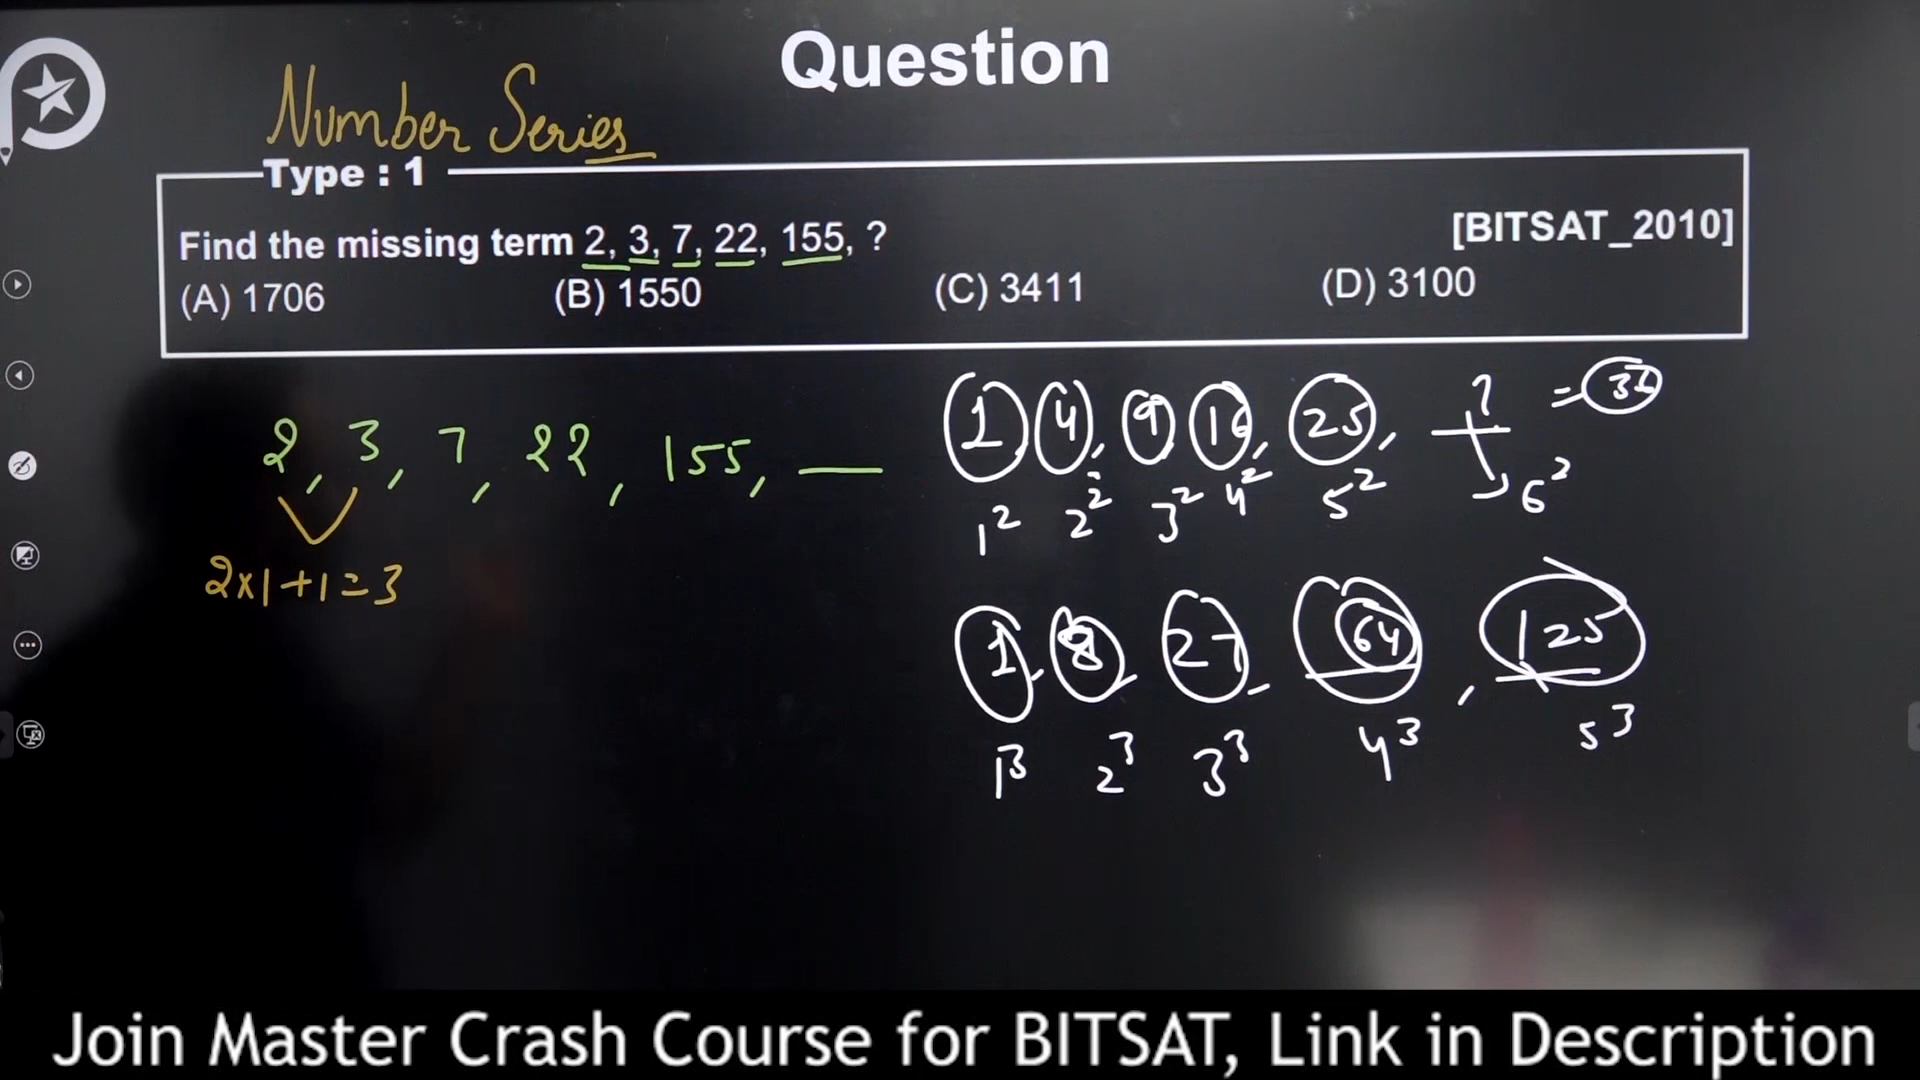 Question
Number Series
Type : 1
Find the missing term 2, 3, 7, 22, 155, ?
[BITSAT_2010]
(A) 1706 (B) 1550 (C) 3411 (D) 3100
2, 3, 7, 22, 155, __
2x1+1=3
1 4, 9 16, 25, ? = 36
1² 2² 3² 4² 5² 6²
1, 8, 27, 64, 125
1³ 2³ 3³ 4³ 5³
Join Master Crash Course for BITSAT, Link in Description